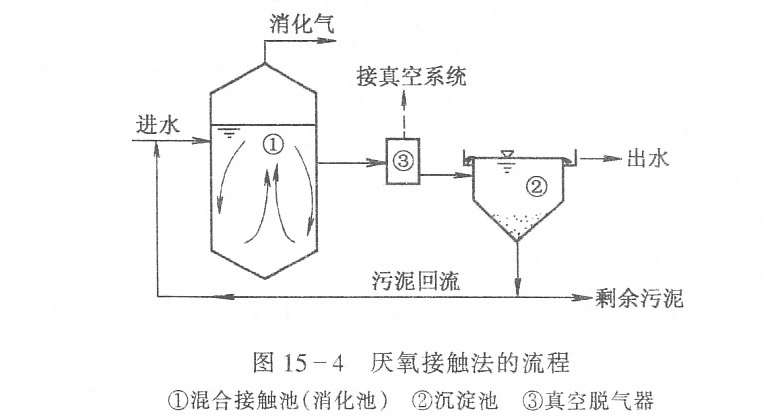 消化气
接真空系统
进水
①
③
②
出水
污泥回流
剩余污泥
图 15-4 厌氧接触法的流程
①混合接触池(消化池) ②沉淀池 ③真空脱气器